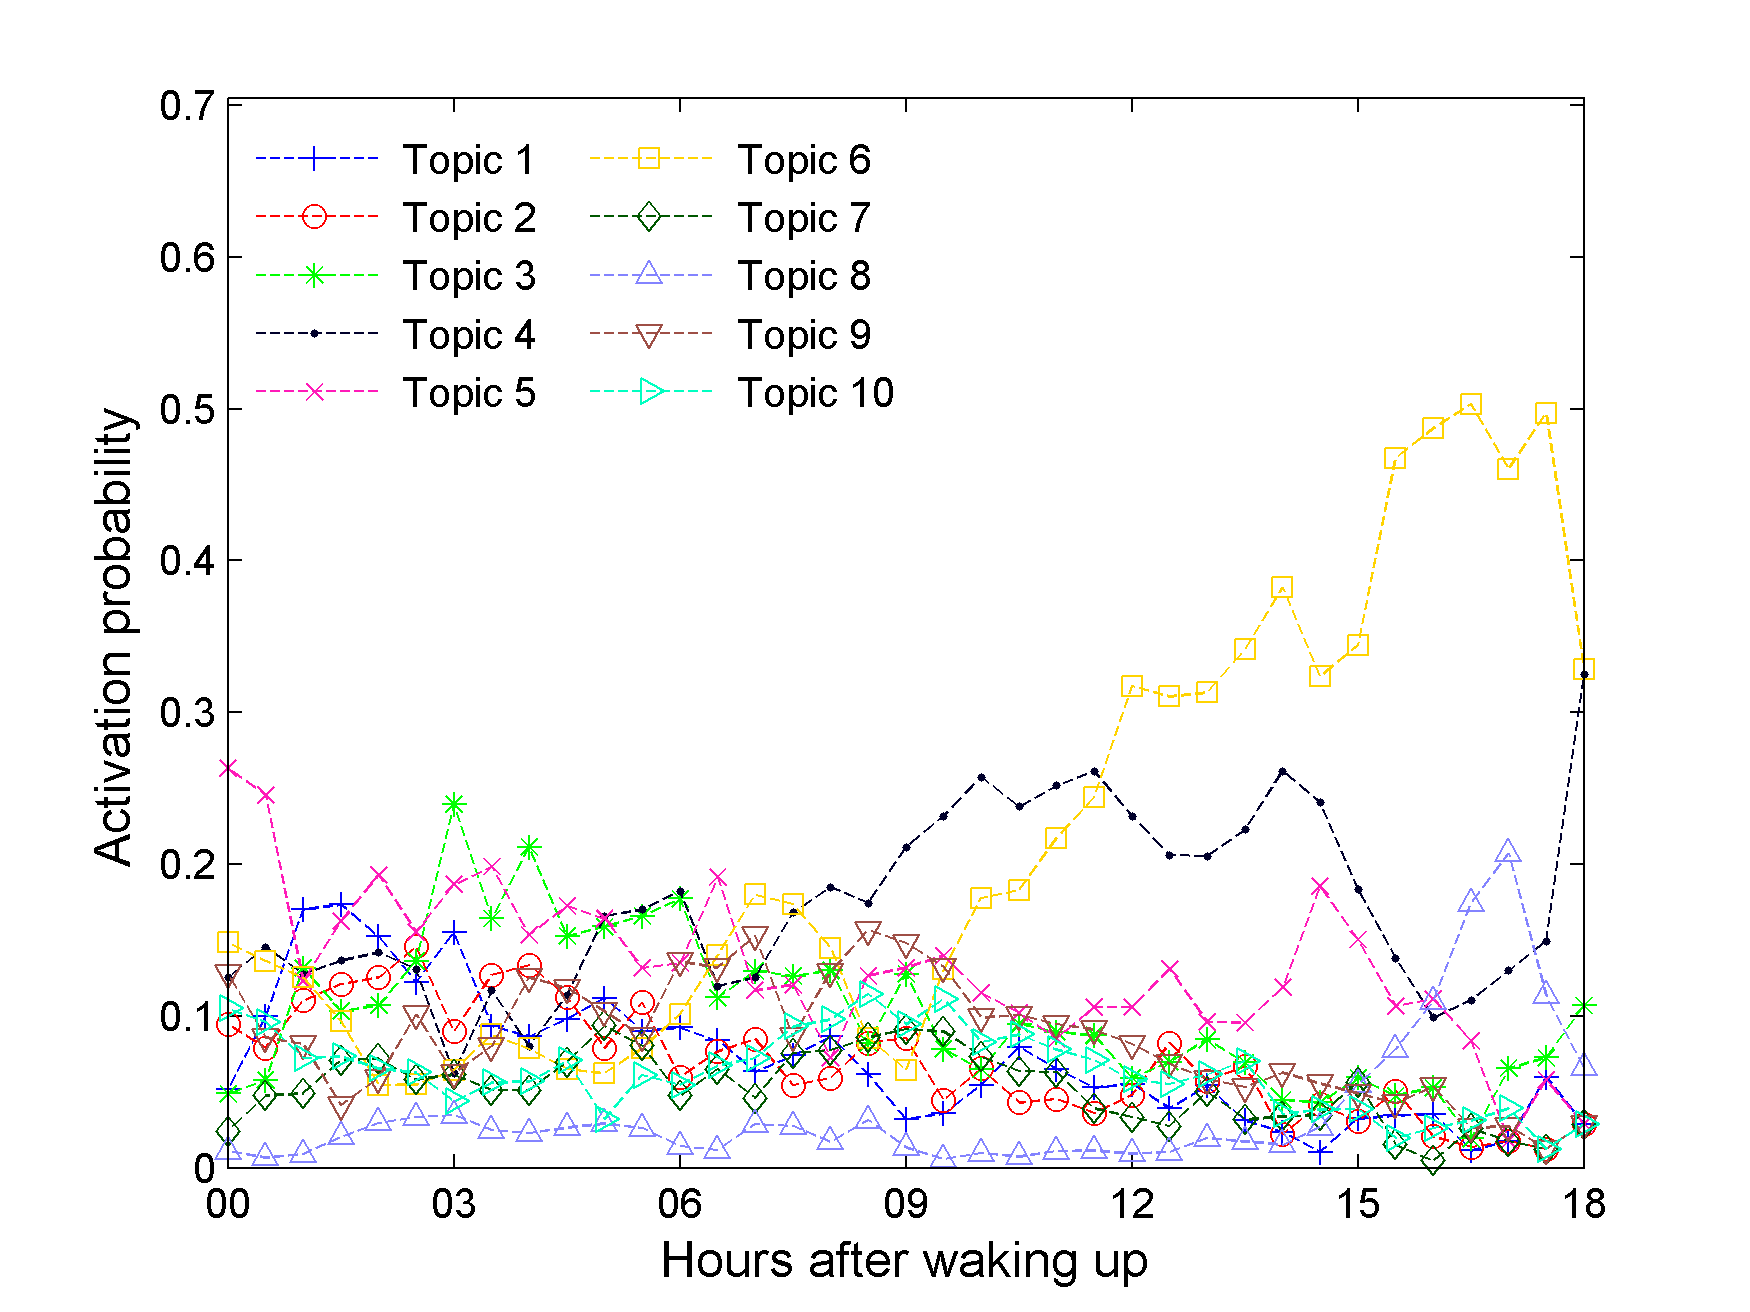 0.7
0.6
0.5
0.4
0.3
0.2
0.1
0
Activation probability
Topic 1
Topic 2
Topic 3
Topic 4
Topic 5
Topic 6
Topic 7
Topic 8
Topic 9
Topic 10
00 03 06 09 12 15 18
Hours after waking up